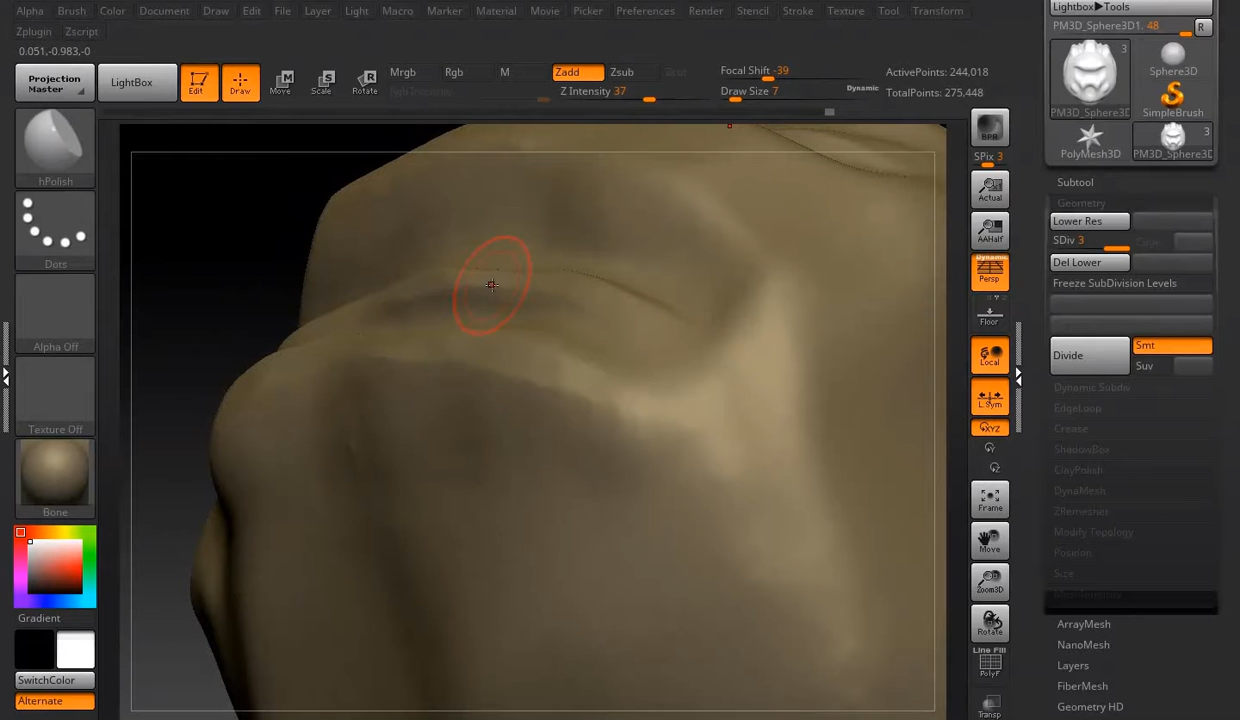 Alpha Brush Color Document Draw Edit File Layer Light Macro Marker Material Movie Picker Preferences Render Stencil Stroke Texture Tool Transform
Zplugin Zscript
0.051,-0.983,-0
Projection Master
LightBox
Edit
Draw
Move
Scale
Rotate
Mrgb Rgb M
Zadd Zsub
Z Intensity 37
Focal Shift -39
Draw Size 7
Dynamic
ActivePoints: 244,018
TotalPoints: 275,448
hPolish
Dots
Alpha Off
Texture Off
Bone
Gradient
SwitchColor
Alternate
BPR
SPix 3
Actual
AAHalf
Dynamic
Persp
Floor
Local
L.Sym
XYZ
Frame
Move
Zoom3D
Rotate
Line Fill
PolyF
Transp
Lightbox▶Tools
PM3D_Sphere3D1. 48
R
3
PM3D_Sphere3D
Sphere3D
SimpleBrush
PolyMesh3D
3
PM3D_Sphere3D
Subtool
Geometry
Lower Res
SDiv 3
Del Lower
Freeze SubDivision Levels
Divide
Smt
Suv
Dynamic Subdiv
EdgeLoop
Crease
ShadowBox
ClayPolish
DynaMesh
ZRemesher
Modify Topology
Position
Size
ArrayMesh
NanoMesh
Layers
FiberMesh
Geometry HD